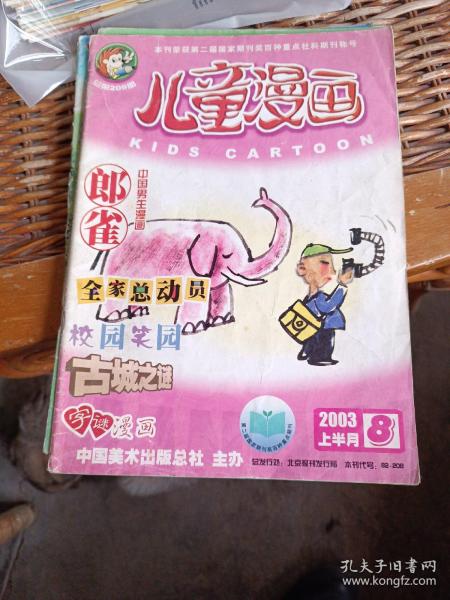 本刊荣获第二届国家期刊奖百种重点社科期刊称号
总第209期
儿童漫画
KIDS CARTOON
郎雀
中国男生漫画
全家总动员
校园笑园
古城之谜
字谜漫画
2003
上半月
8
中国美术出版总社 主办
总发行处：北京报刊发行局 本刊代号：82-208
孔夫子旧书网
www.kongfz.com